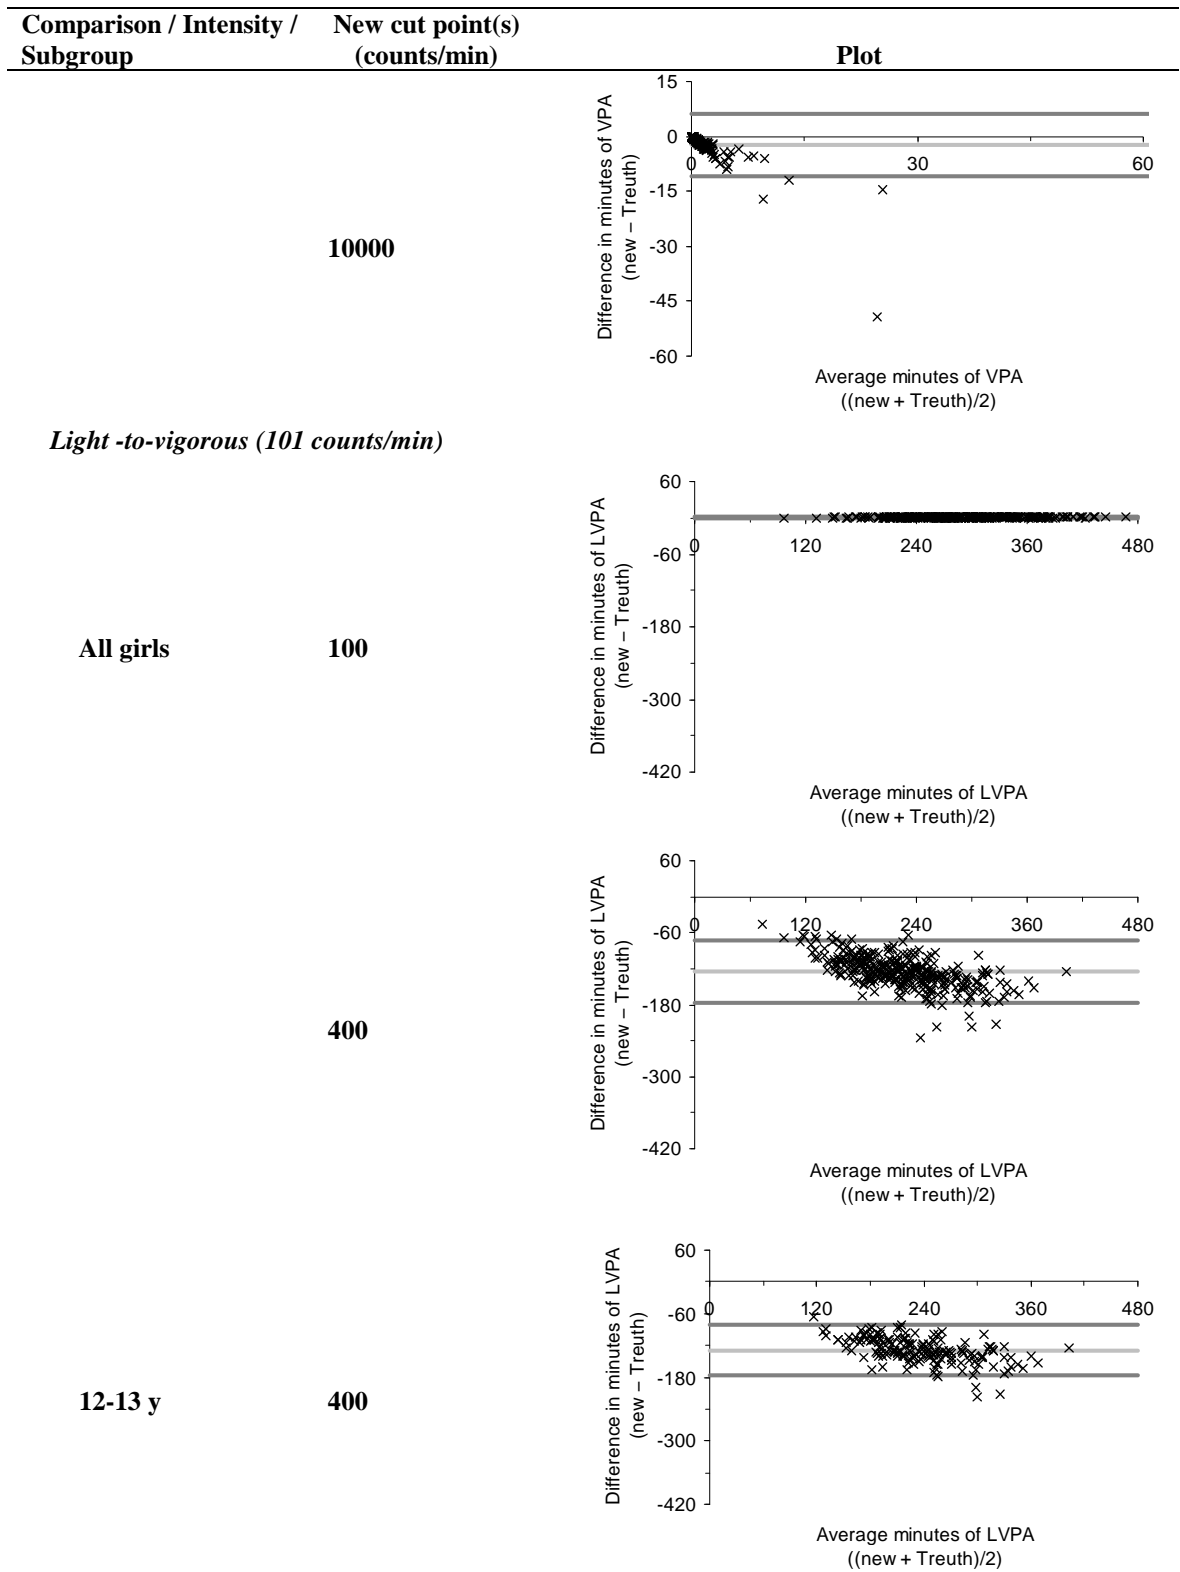 Comparison / Intensity / New cut point(s)
Subgroup (counts/min) Plot
15
0
-15
-30
-45
-60
0 30 60
Difference in minutes of VPA
(new – Treuth)
10000
Average minutes of VPA
((new + Treuth)/2)
Light -to-vigorous (101 counts/min)
60
-60
-180
-300
-420
0 120 240 360 480
Difference in minutes of LVPA
(new – Treuth)
All girls 100
Average minutes of LVPA
((new + Treuth)/2)
60
-60
-180
-300
-420
0 120 240 360 480
Difference in minutes of LVPA
(new – Treuth)
400
Average minutes of LVPA
((new + Treuth)/2)
60
-60
-180
-300
-420
0 120 240 360 480
Difference in minutes of LVPA
(new – Treuth)
12-13 y 400
Average minutes of LVPA
((new + Treuth)/2)